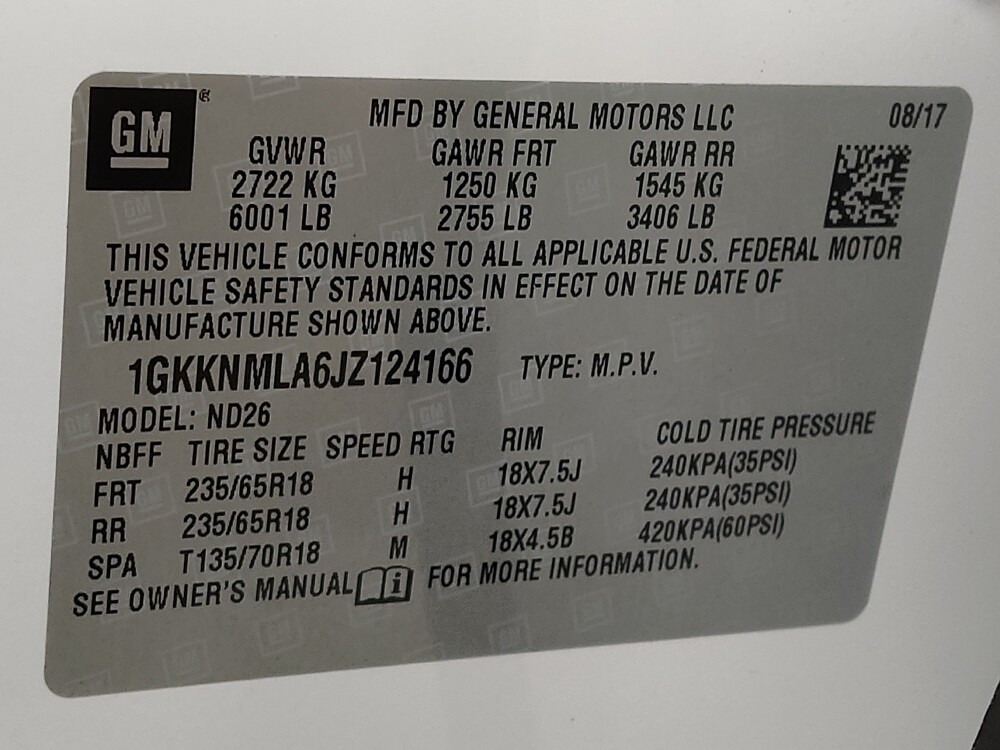 GM
MFD BY GENERAL MOTORS LLC 08/17
GVWR GAWR FRT GAWR RR
2722 KG 1250 KG 1545 KG
6001 LB 2755 LB 3406 LB
THIS VEHICLE CONFORMS TO ALL APPLICABLE U.S. FEDERAL MOTOR
VEHICLE SAFETY STANDARDS IN EFFECT ON THE DATE OF
MANUFACTURE SHOWN ABOVE.
1GKKNMLA6JZ124166 TYPE: M.P.V.
MODEL: ND26
NBFF TIRE SIZE SPEED RTG RIM COLD TIRE PRESSURE
FRT 235/65R18 H 18X7.5J 240KPA(35PSI)
RR 235/65R18 H 18X7.5J 240KPA(35PSI)
SPA T135/70R18 M 18X4.5B 420KPA(60PSI)
SEE OWNER'S MANUAL i FOR MORE INFORMATION.